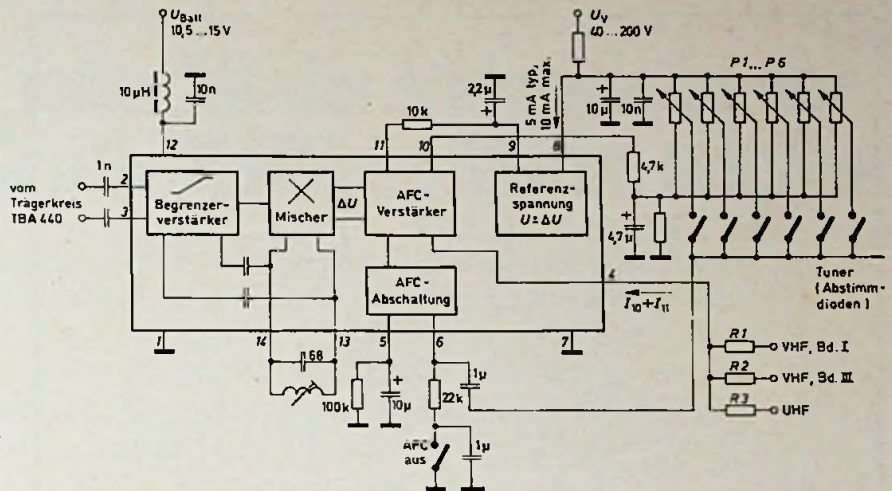 U_Batt
10,5...15 V
10 µH
10n
12
1n
vom
Trägerkreis
TBA 440
2
3
Begrenzer-
verstärker
Mischer
ΔU
AFC-
Verstärker
AFC-
Abschaltung
Referenz-
spannung
U ± ΔU
11
10
9
8
10k
2,2µ
+
5 mA typ.
10 mA max.
U_V
40...200 V
+
1,0µ
10n
P1...P6
4,7k
+
4,7µ
Tuner
(Abstimm-
dioden)
4
I10 + I11
R1
VHF, Bd. I
R2
VHF, Bd. III
R3
UHF
1
14
13
5
6
7
68
100k
+
10µ
22k
1µ
AFC
aus
1µ